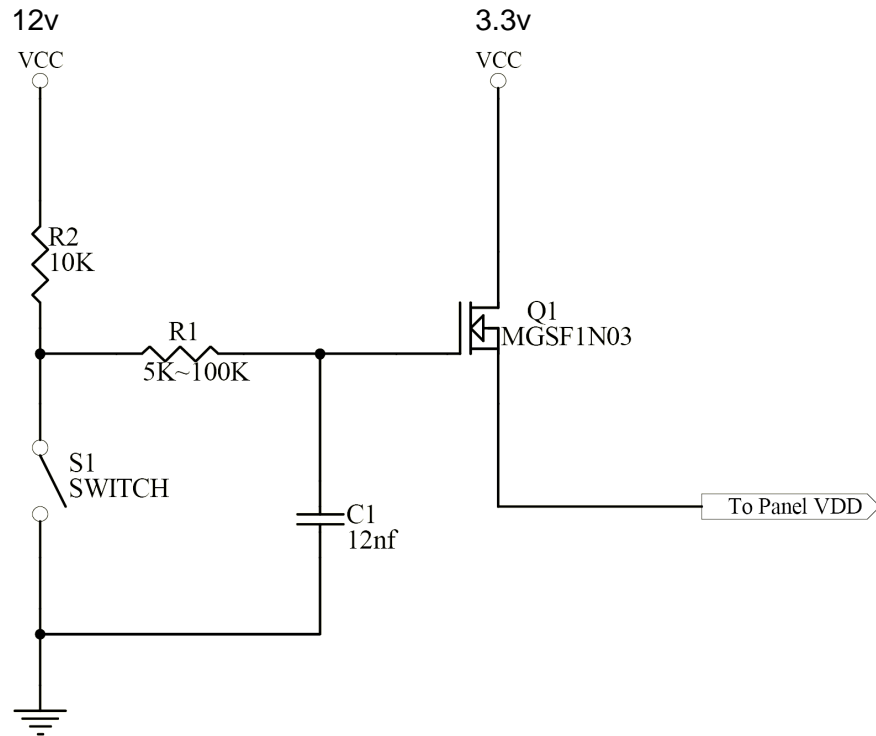 12v
VCC
3.3v
VCC
R2
10K
R1
5K~100K
Q1
MGSF1N03
S1
SWITCH
C1
12nf
To Panel VDD